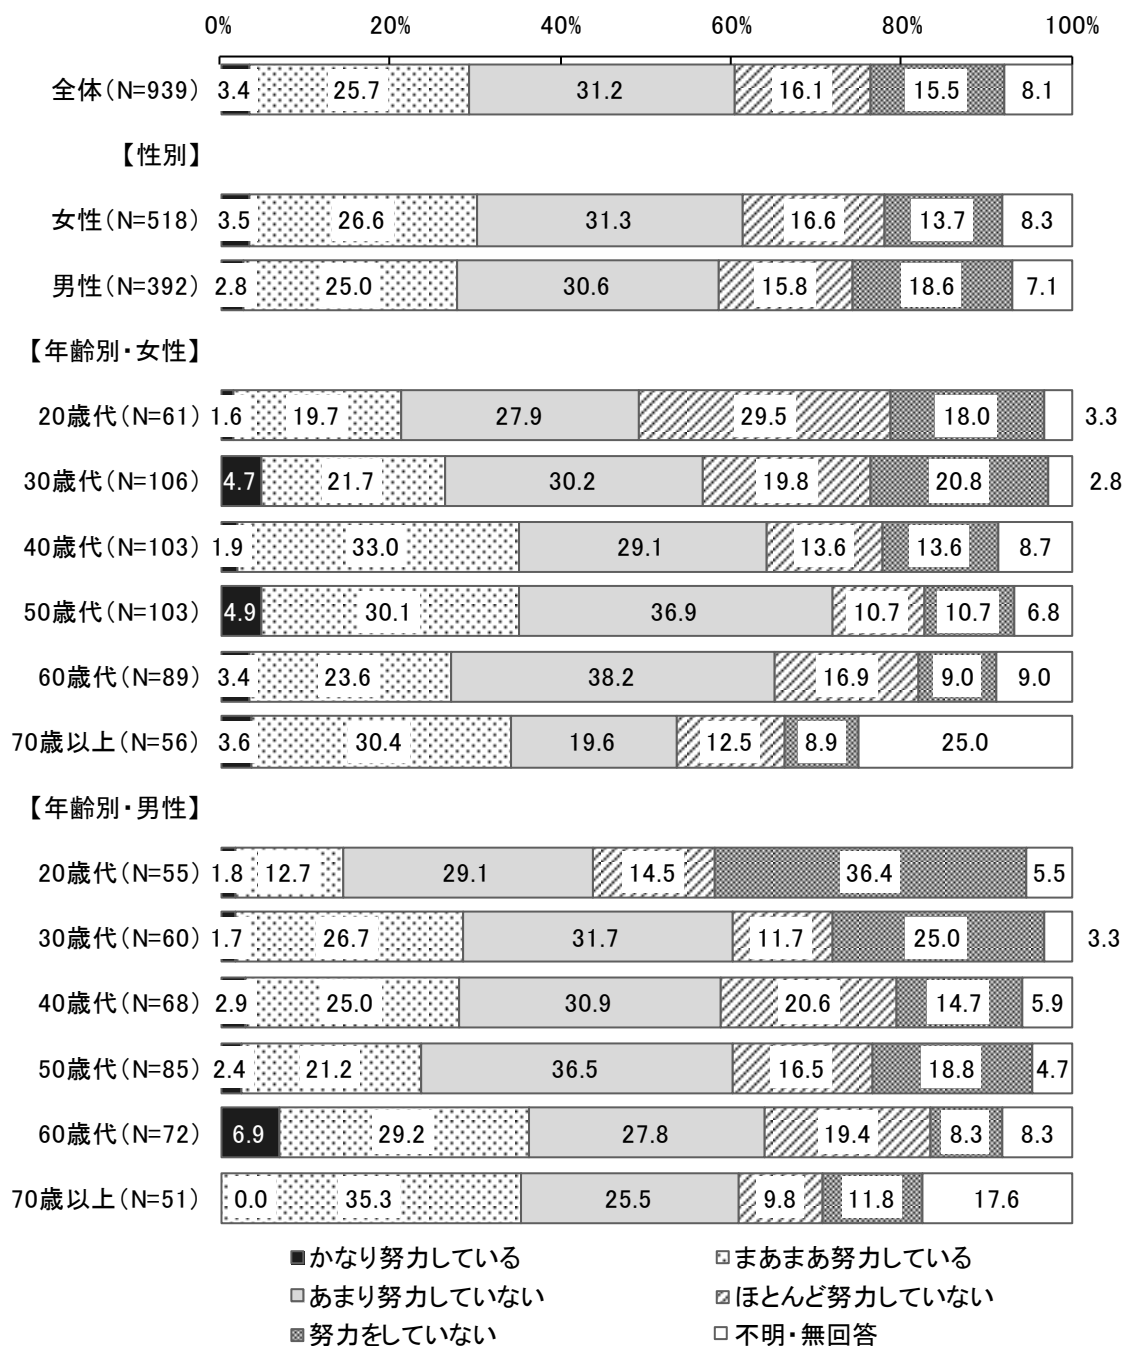 0% 20% 40% 60% 80% 100%
全体(N=939) 3.4 25.7 31.2 16.1 15.5 8.1
【性別】
女性(N=518) 3.5 26.6 31.3 16.6 13.7 8.3
男性(N=392) 2.8 25.0 30.6 15.8 18.6 7.1
【年齢別・女性】
20歳代(N=61) 1.6 19.7 27.9 29.5 18.0 3.3
30歳代(N=106) 4.7 21.7 30.2 19.8 20.8 2.8
40歳代(N=103) 1.9 33.0 29.1 13.6 13.6 8.7
50歳代(N=103) 4.9 30.1 36.9 10.7 10.7 6.8
60歳代(N=89) 3.4 23.6 38.2 16.9 9.0 9.0
70歳以上(N=56) 3.6 30.4 19.6 12.5 8.9 25.0
【年齢別・男性】
20歳代(N=55) 1.8 12.7 29.1 14.5 36.4 5.5
30歳代(N=60) 1.7 26.7 31.7 11.7 25.0 3.3
40歳代(N=68) 2.9 25.0 30.9 20.6 14.7 5.9
50歳代(N=85) 2.4 21.2 36.5 16.5 18.8 4.7
60歳代(N=72) 6.9 29.2 27.8 19.4 8.3 8.3
70歳以上(N=51) 0.0 35.3 25.5 9.8 11.8 17.6
かなり努力している まあまあ努力している
あまり努力していない ほとんど努力していない
努力をしていない 不明・無回答